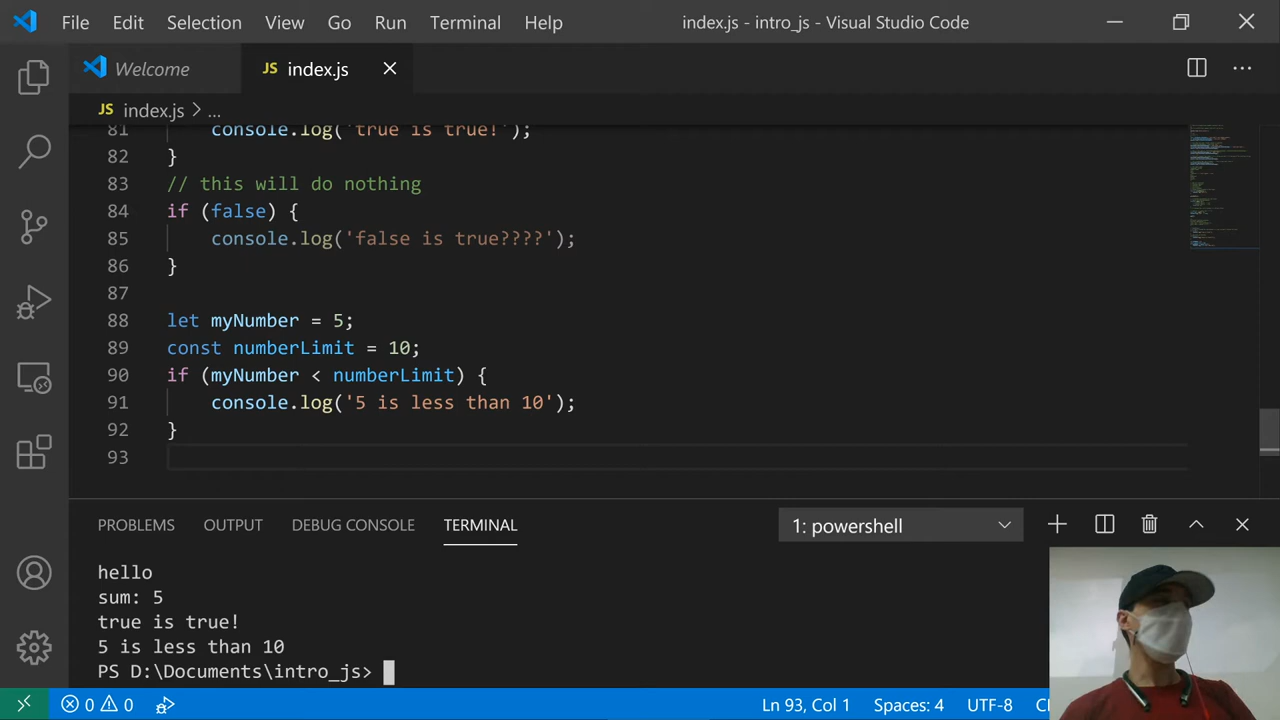 File Edit Selection View Go Run Terminal Help index.js - intro_js - Visual Studio Code
Welcome JS index.js
JS index.js > ...
81 console.log('true is true!');
82 }
83 // this will do nothing
84 if (false) {
85 console.log('false is true????');
86 }
87
88 let myNumber = 5;
89 const numberLimit = 10;
90 if (myNumber < numberLimit) {
91 console.log('5 is less than 10');
92 }
93
PROBLEMS OUTPUT DEBUG CONSOLE TERMINAL 1: powershell
hello
sum: 5
true is true!
5 is less than 10
PS D:\Documents\intro_js>
0 0 Ln 93, Col 1 Spaces: 4 UTF-8